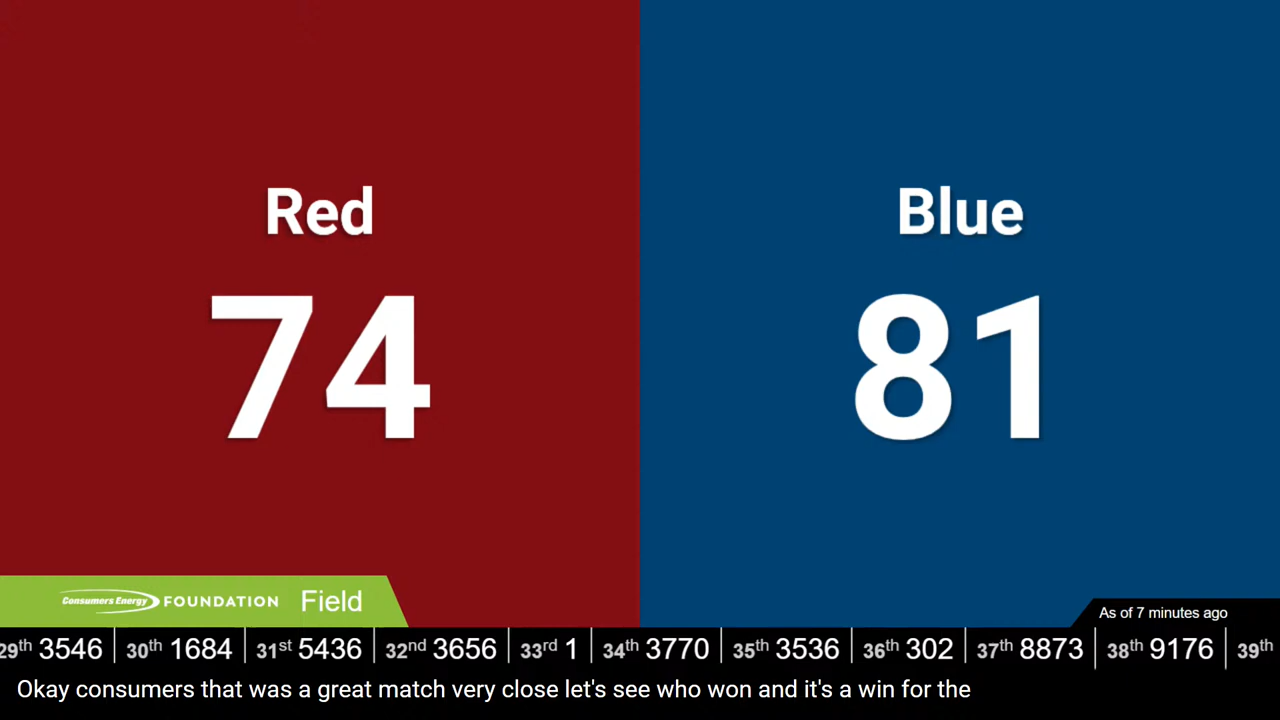 Red
Blue
74
81
Consumers Energy FOUNDATION Field
As of 7 minutes ago
29th 3546 30th 1684 31st 5436 32nd 3656 33rd 1 34th 3770 35th 3536 36th 302 37th 8873 38th 9176 39th
Okay consumers that was a great match very close let's see who won and it's a win for the